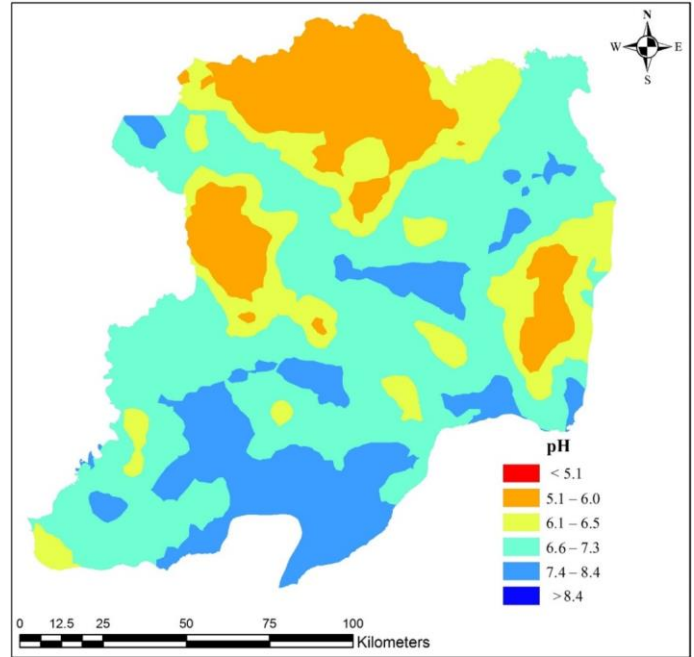 N
W E
S
pH
< 5.1
5.1 – 6.0
6.1 – 6.5
6.6 – 7.3
7.4 – 8.4
>8.4
0 12.5 25 50 75 100
Kilometers